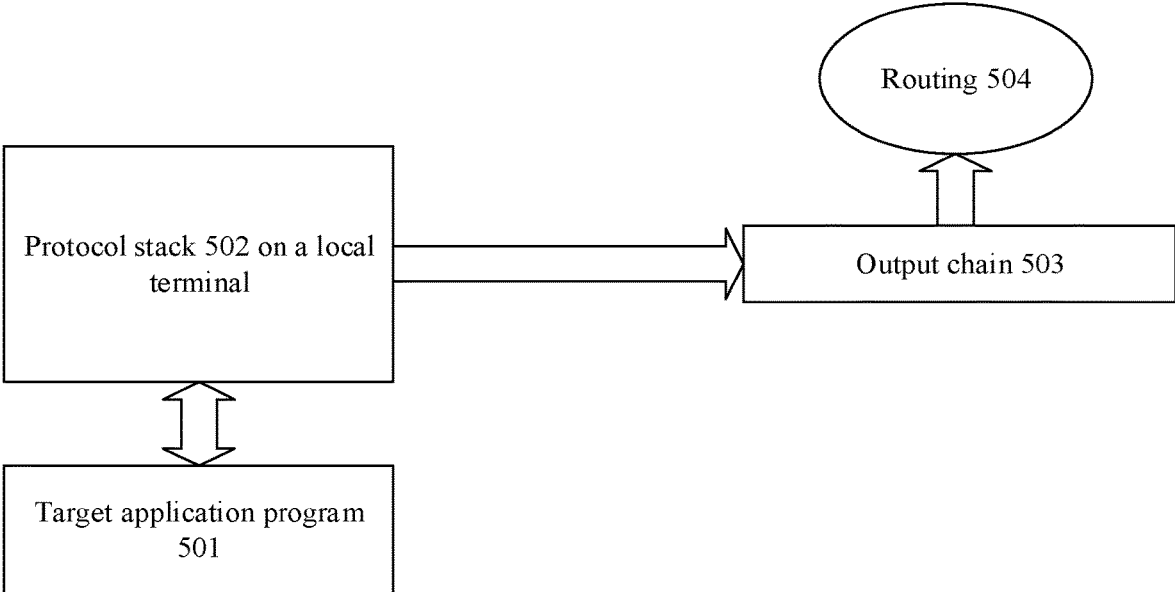 Routing 504
Protocol stack 502 on a local
terminal
Output chain 503
Target application program
501